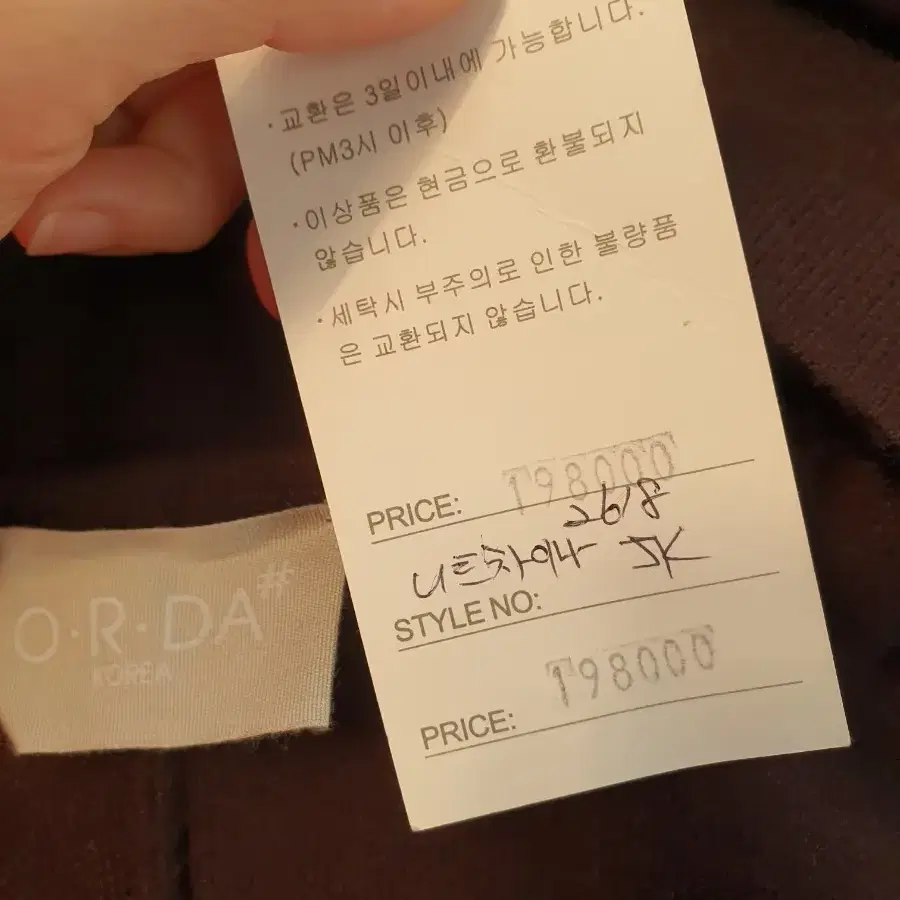 가능합니다.
·교환은 3일이내에
(PM3시 이후)
·이상품은 현금으로 환불되지
않습니다.
·세탁시 부주의로 인한 불량품
은 교환되지 않습니다.
PRICE: 198000
2618
니트차이나 JK
STYLE NO:
PRICE: 198000
O·R·DA#
KOREA